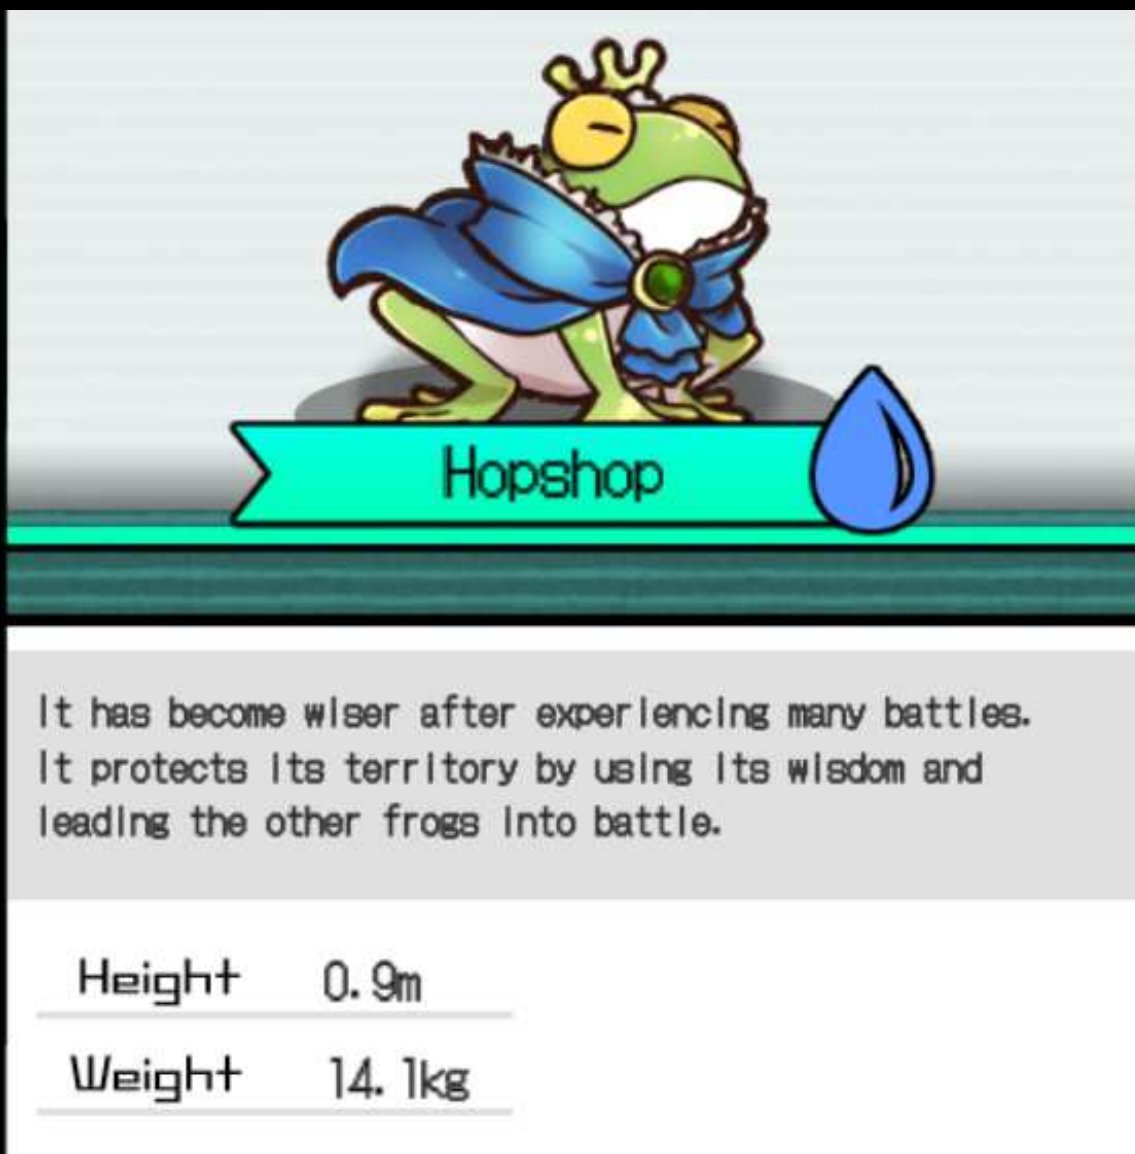 Hopshop
It has become wiser after experiencing many battles.
It protects its territory by using its wisdom and
leading the other frogs into battle.
Height 0.9m
Weight 14.1kg